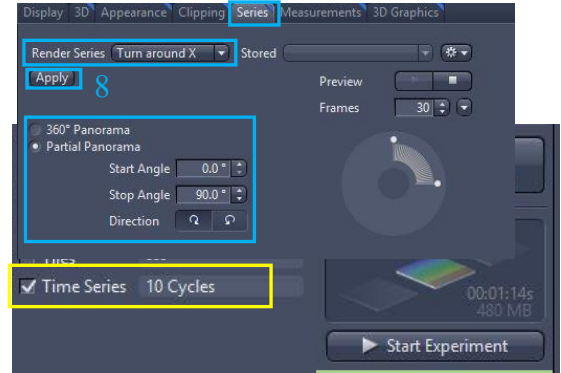 Display 3D Appearance Clipping Series Measurements 3D Graphics
Render Series Turn around X Stored
Apply 8 Preview
Frames 30
360° Panorama
Partial Panorama
Start Angle 0.0 °
Stop Angle 90.0 °
Direction
Tiles
Time Series 10 Cycles
00:01:14s
480 MB
Start Experiment